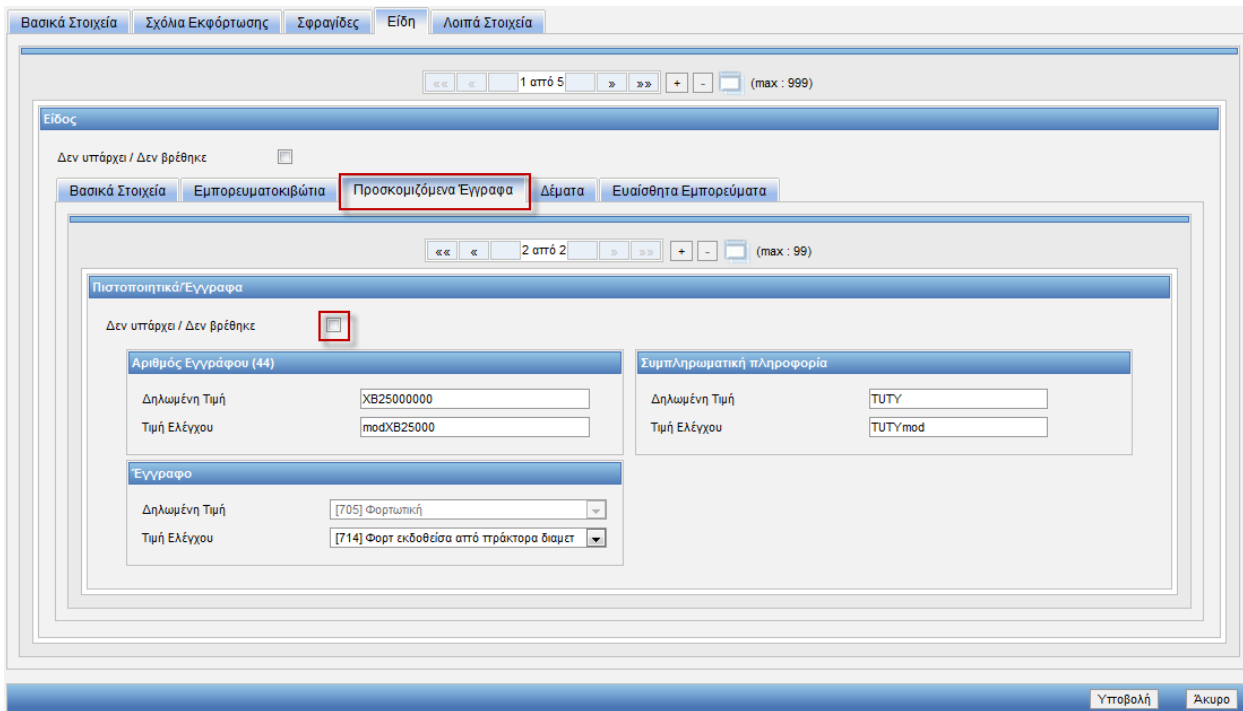 Βασικά Στοιχεία Σχόλια Εκφόρτωσης Σφραγίδες Είδη Λοιπά Στοιχεία
«« « 1 από 5 » »» + - (max : 999)
Είδος
Δεν υπάρχει / Δεν βρέθηκε
Βασικά Στοιχεία Εμπορευματοκιβώτια Προσκομιζόμενα Έγγραφα Δέματα Ευαίσθητα Εμπορεύματα
«« « 2 από 2 » »» + - (max : 99)
Πιστοποιητικά/Έγγραφα
Δεν υπάρχει / Δεν βρέθηκε
Αριθμός Εγγράφου (44) Συμπληρωματική πληροφορία
Δηλωμένη Τιμή XB25000000 Δηλωμένη Τιμή TUTY
Τιμή Ελέγχου modXB25000 Τιμή Ελέγχου TUTYmod
Έγγραφο
Δηλωμένη Τιμή [705] Φορτωτική
Τιμή Ελέγχου [714] Φορτ εκδοθείσα από πράκτορα διαμετ
Υποβολή Άκυρο